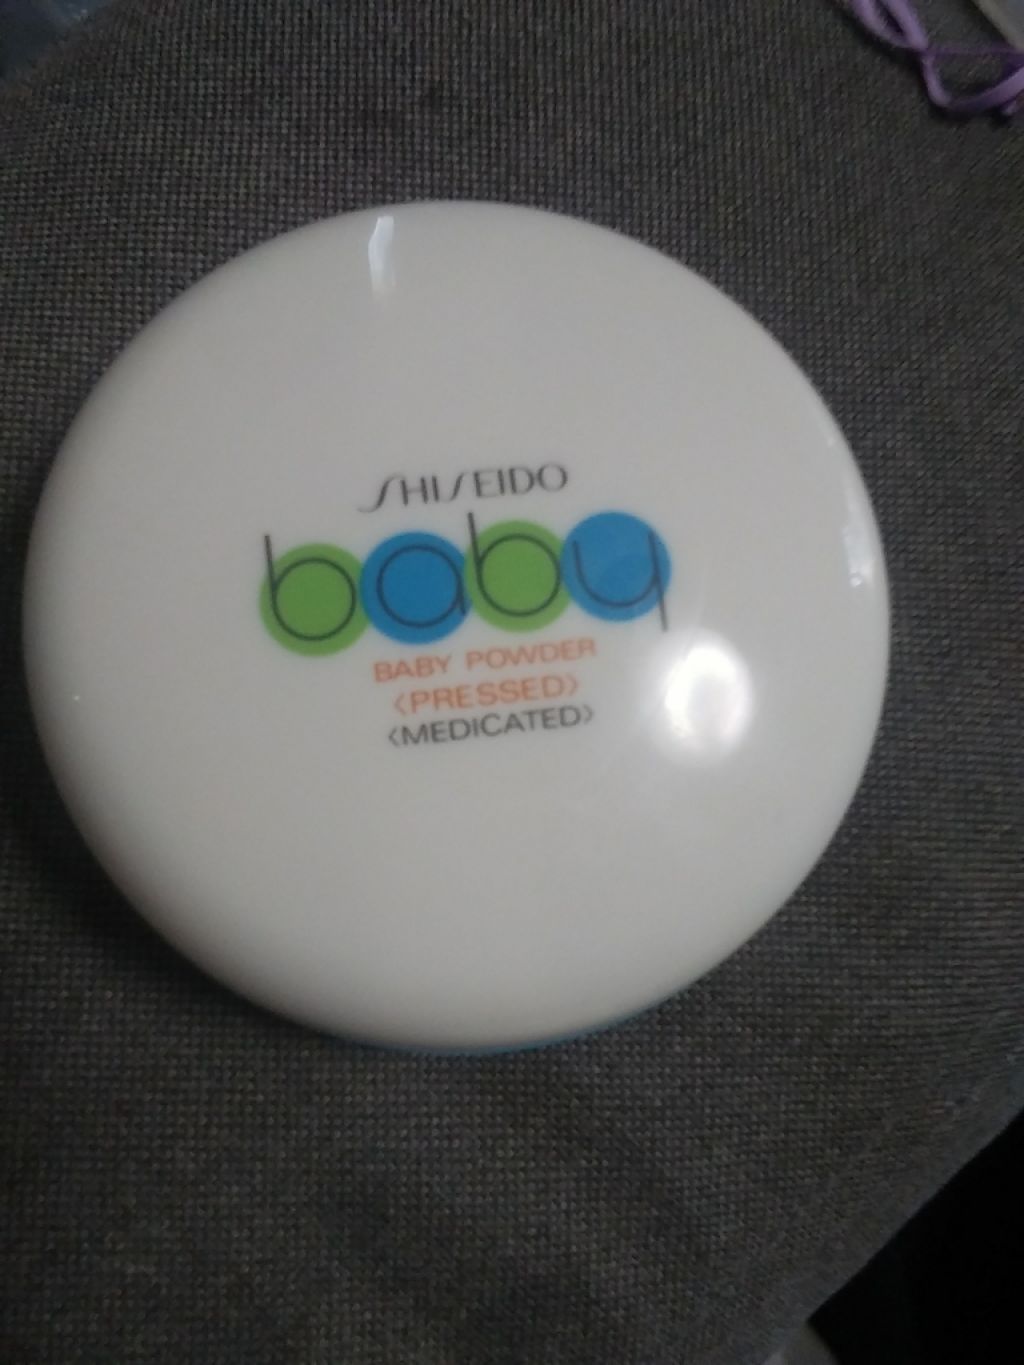 SHISEIDO
baby
BABY POWDER
<PRESSED>
<MEDICATED>